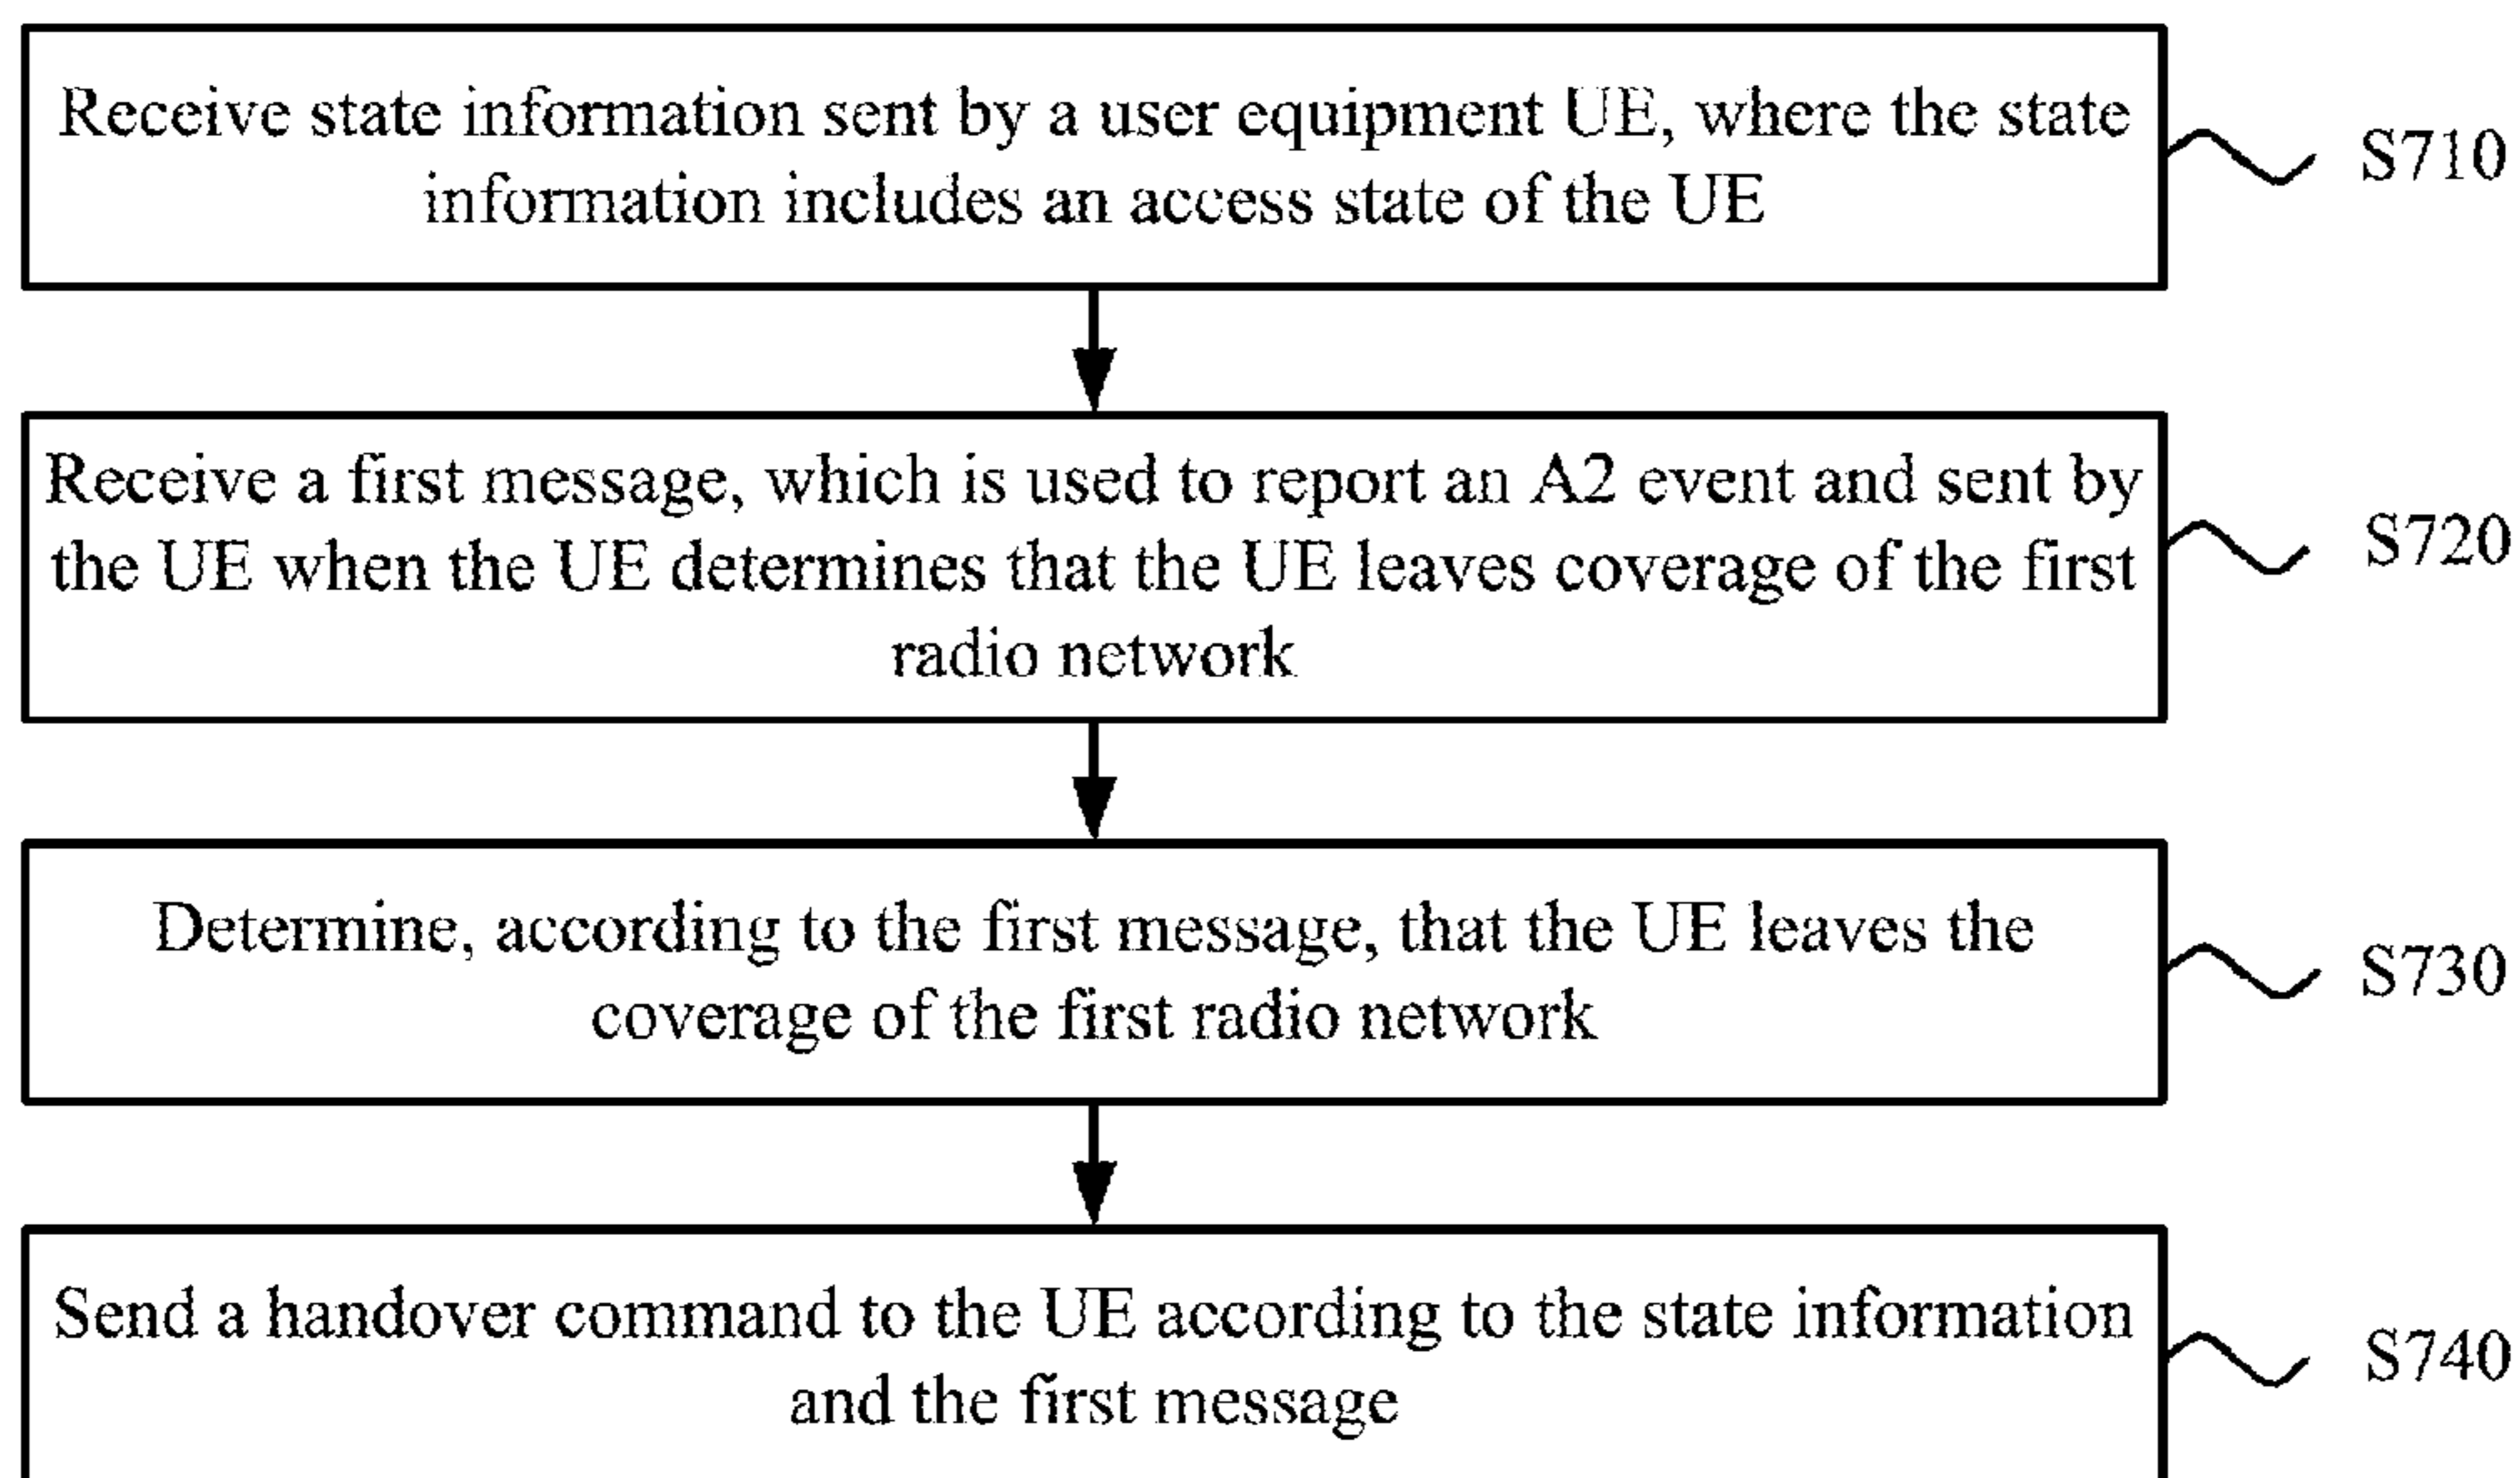 Receive state information sent by a user equipment UE, where the state
information includes an access state of the UE
S710
Receive a first message, which is used to report an A2 event and sent by
the UE when the UE determines that the UE leaves coverage of the first
radio network
S720
Determine, according to the first message, that the UE leaves the
coverage of the first radio network
S730
Send a handover command to the UE according to the state information
and the first message
S740